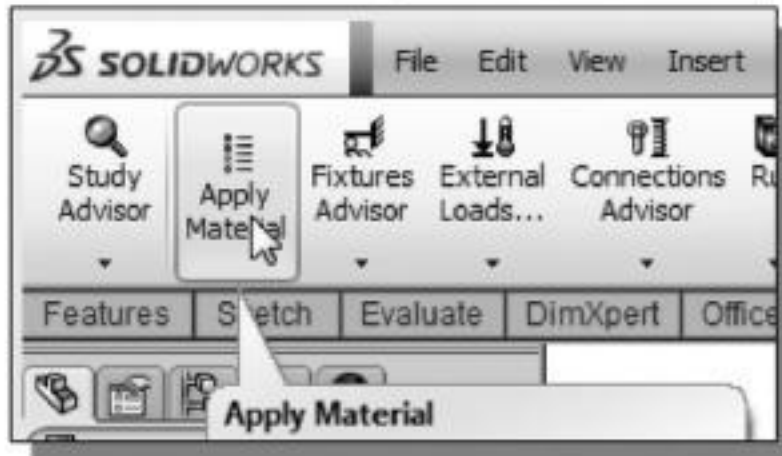 SOLIDWORKS File Edit View Insert
Study Advisor
Apply Material
Fixtures Advisor
External Loads...
Connections Advisor
Features Sketch Evaluate DimXpert Office
Apply Material